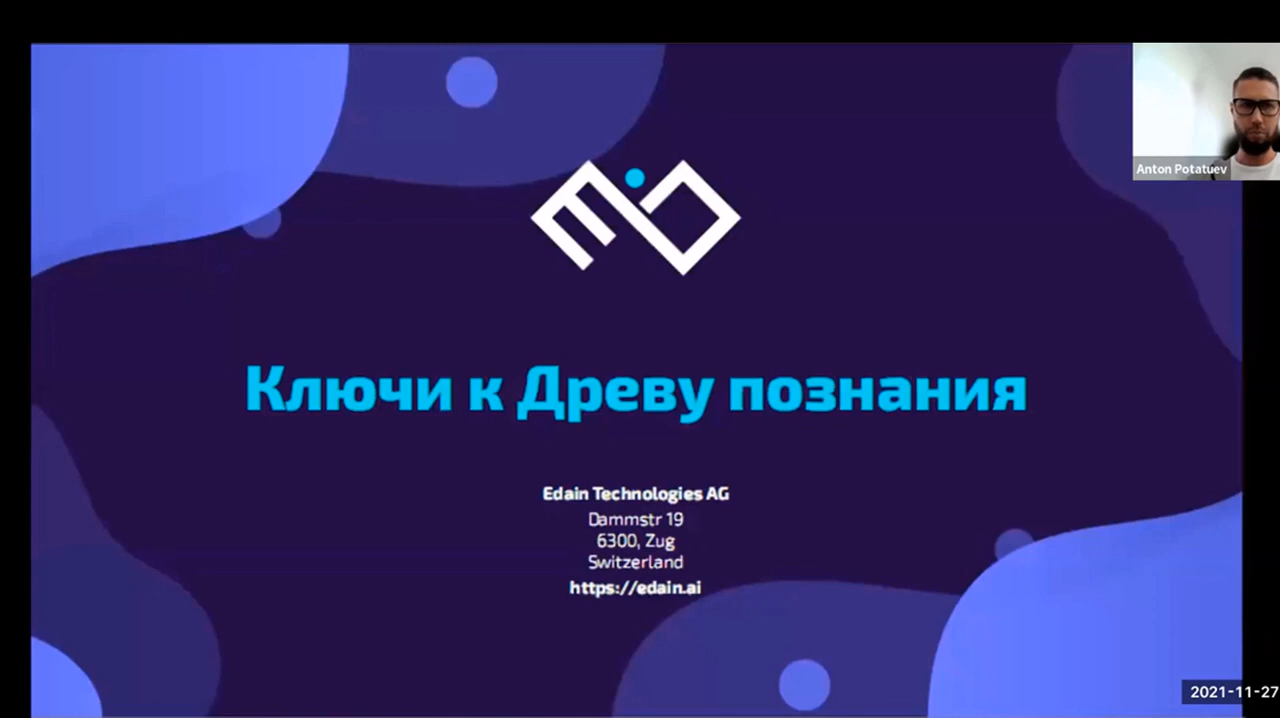 Anton Potatuev
Ключи к Древу познания
Edain Technologies AG
Dammstr 19
6300, Zug
Switzerland
https://edain.ai
2021-11-27